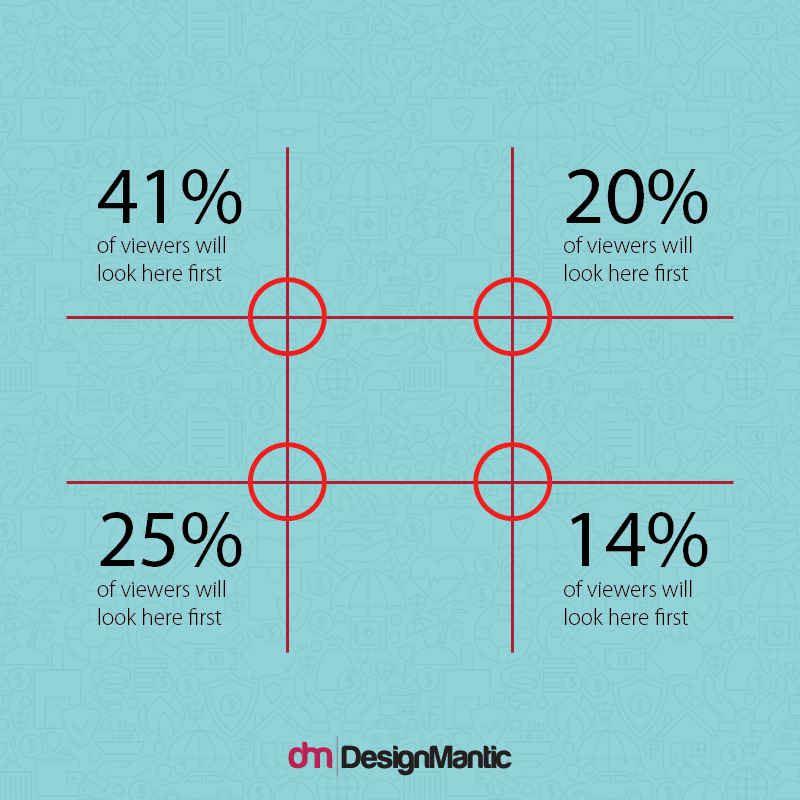 41%
of viewers will
look here first
20%
of viewers will
look here first
25%
of viewers will
look here first
14%
of viewers will
look here first
dm DesignMantic